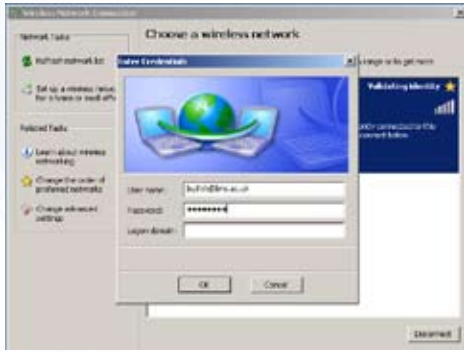 Wireless Network Connection
Network Tasks
Choose a wireless network
Refresh network list
Set up a wireless network
for a home or small office
Related Tasks
Learn about wireless
networking
Change the order of
preferred networks
Change advanced
settings
Enter Credentials
Validating identity
User name:
Password:
Logon domain:
OK
Cancel
Disconnect